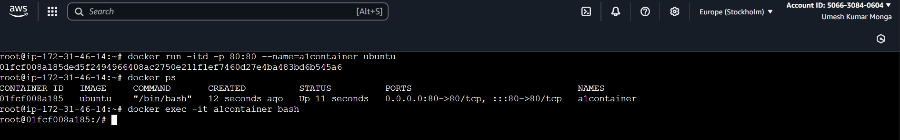 aws
Search
[Alt+S]
Europe (Stockholm)
Account ID: 5066-3084-0604
Umesh Kumar Monga
root@ip-172-31-46-14:~# docker run -itd -p 80:80 --name=a1container ubuntu
01fcf008a185ded5f2494966408ac2750e211f1ef7460d27e4ba483bd6b545a6
root@ip-172-31-46-14:~# docker ps
CONTAINER ID IMAGE COMMAND CREATED STATUS PORTS NAMES
01fcf008a185 ubuntu "/bin/bash" 12 seconds ago Up 11 seconds 0.0.0.0:80->80/tcp, :::80->80/tcp a1container
root@ip-172-31-46-14:~# docker exec -it a1container bash
root@01fcf008a185:/#